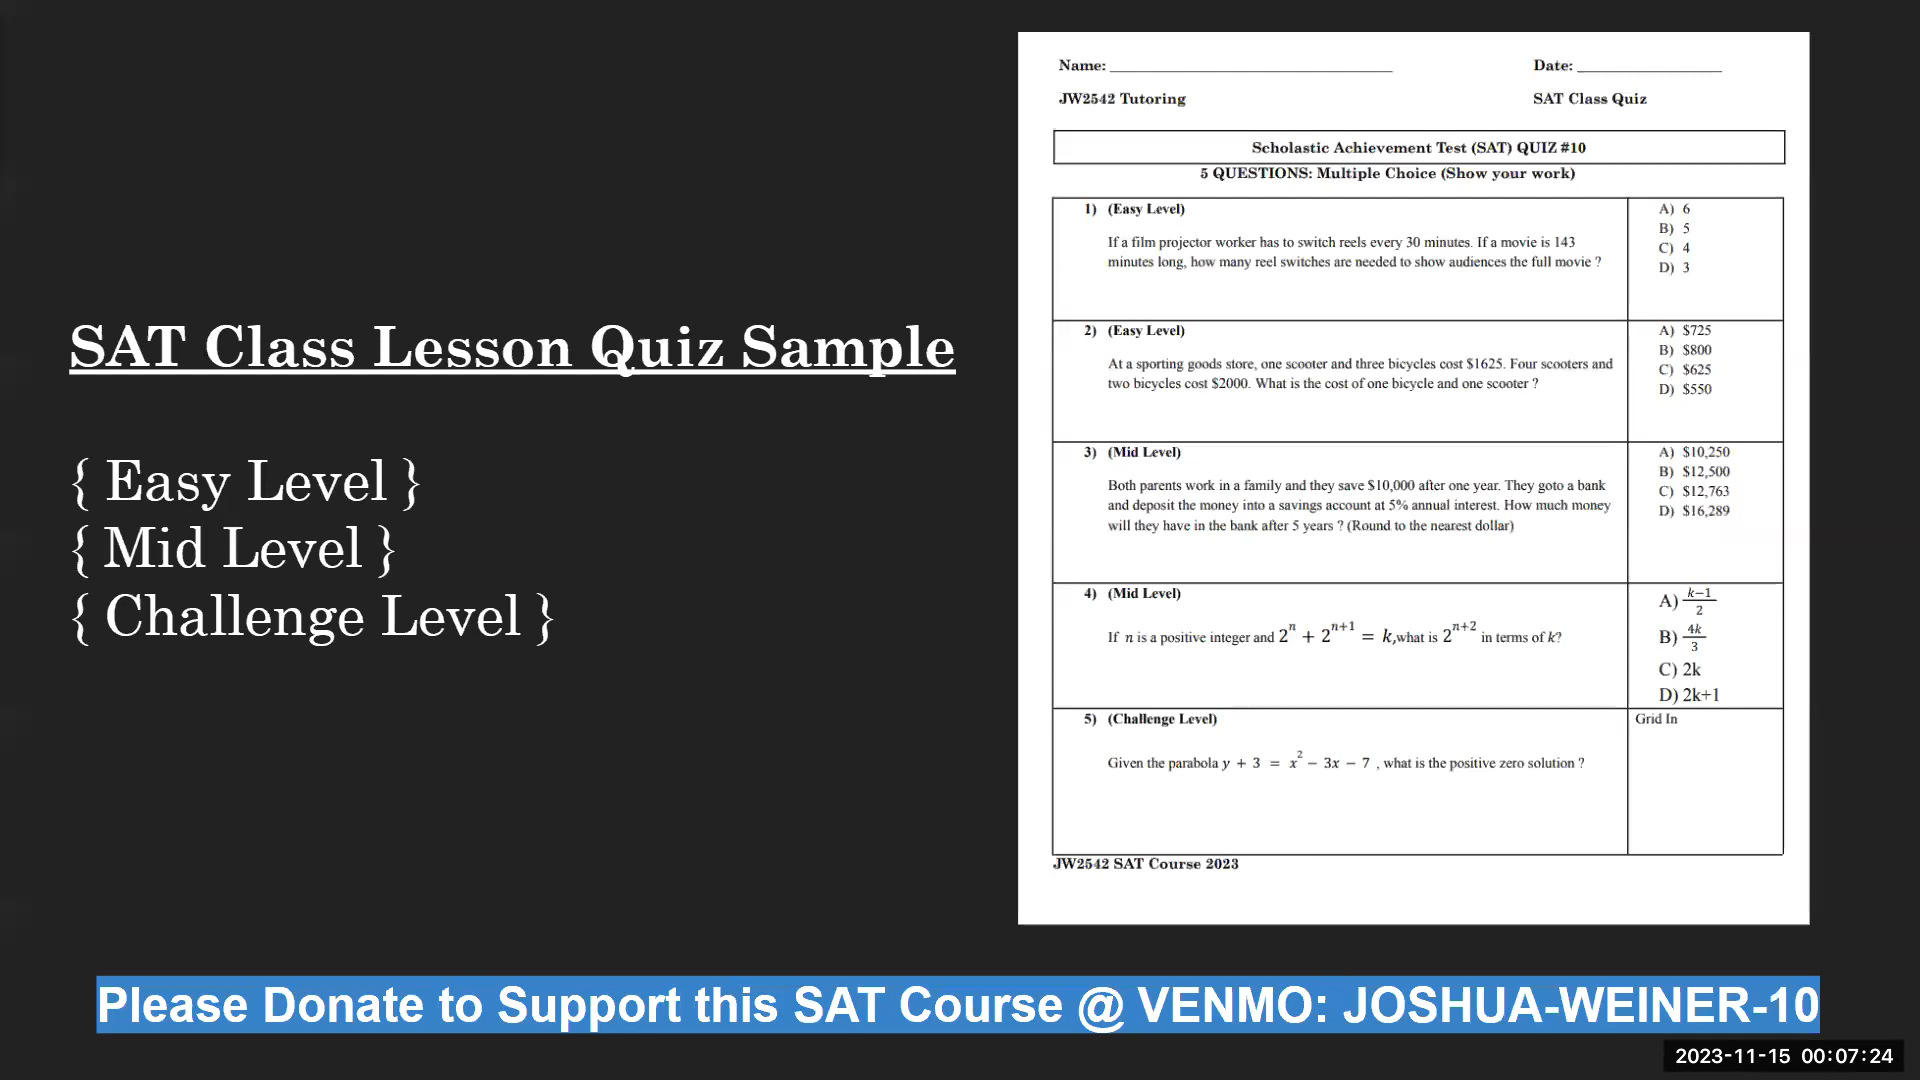 SAT Class Lesson Quiz Sample
{ Easy Level }
{ Mid Level }
{ Challenge Level }
Name: ________________________________ Date: ________________
JW2542 Tutoring SAT Class Quiz
Scholastic Achievement Test (SAT) QUIZ #10
5 QUESTIONS: Multiple Choice (Show your work)
1) (Easy Level)
If a film projector worker has to switch reels every 30 minutes. If a movie is 143
minutes long, how many reel switches are needed to show audiences the full movie ?
A) 6
B) 5
C) 4
D) 3
2) (Easy Level)
At a sporting goods store, one scooter and three bicycles cost $1625. Four scooters and
two bicycles cost $2000. What is the cost of one bicycle and one scooter ?
A) $725
B) $800
C) $625
D) $550
3) (Mid Level)
Both parents work in a family and they save $10,000 after one year. They goto a bank
and deposit the money into a savings account at 5% annual interest. How much money
will they have in the bank after 5 years ? (Round to the nearest dollar)
A) $10,250
B) $12,500
C) $12,763
D) $16,289
4) (Mid Level)
If n is a positive integer and 2^n + 2^{n+1} = k, what is 2^{n+2} in terms of k?
A) (k−1)/2
B) 4k/3
C) 2k
D) 2k+1
5) (Challenge Level)
Given the parabola y + 3 = x² − 3x − 7 , what is the positive zero solution ?
Grid In
JW2542 SAT Course 2023
Please Donate to Support this SAT Course @ VENMO: JOSHUA-WEINER-10
2023-11-15 00:07:24